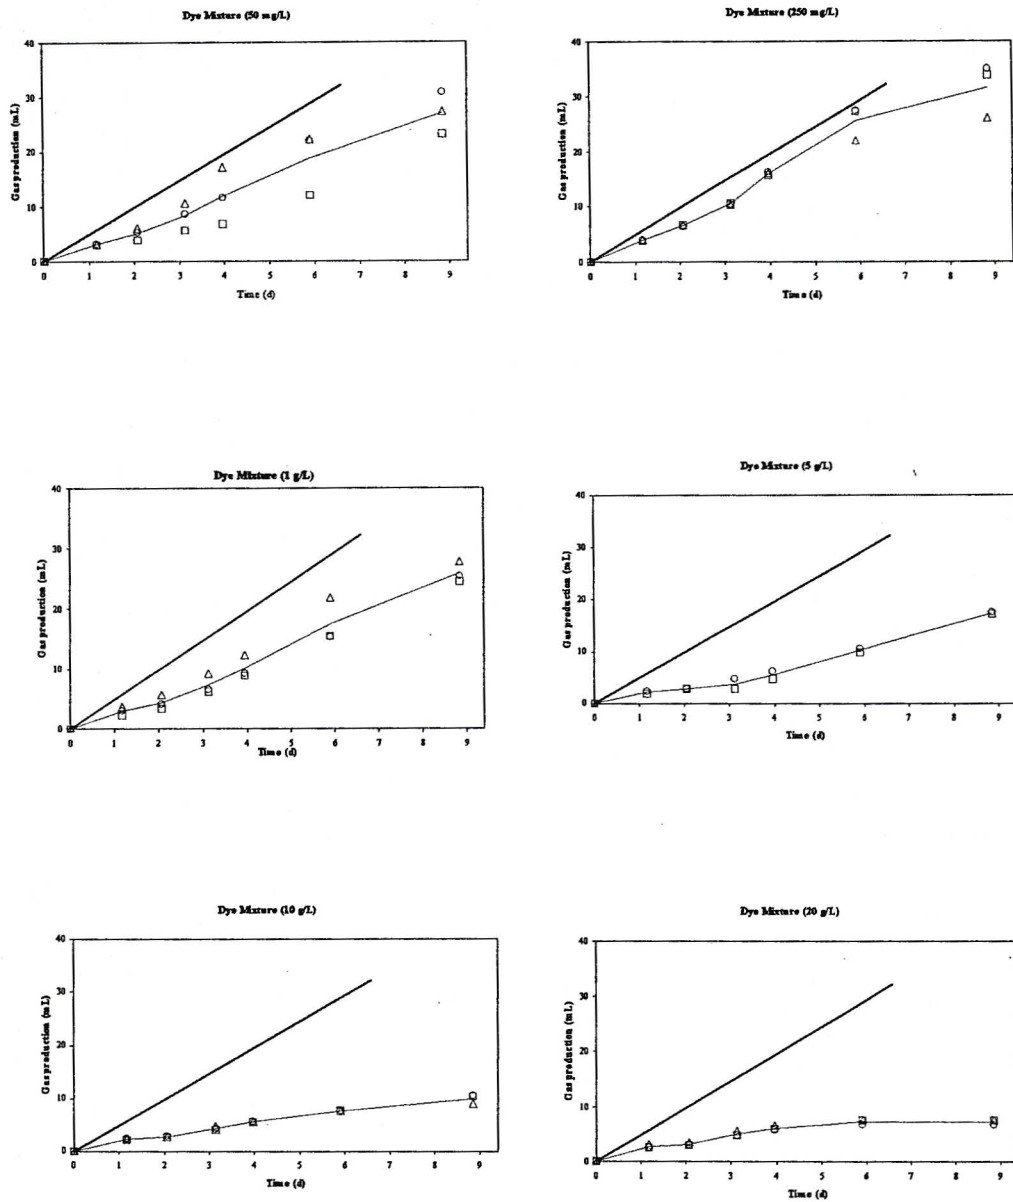 Dye Mixture (50 mg/L)
40
30
20
10
0
Gas production (mL)
0 1 2 3 4 5 6 7 8 9
Time (d)
Dye Mixture (250 mg/L)
40
30
20
10
0
Gas production (mL)
0 1 2 3 4 5 6 7 8 9
Time (d)
Dye Mixture (1 g/L)
40
30
20
10
0
Gas production (mL)
0 1 2 3 4 5 6 7 8 9
Time (d)
Dye Mixture (5 g/L)
40
30
20
10
0
Gas production (mL)
0 1 2 3 4 5 6 7 8 9
Time (d)
Dye Mixture (10 g/L)
40
30
20
10
0
Gas production (mL)
0 1 2 3 4 5 6 7 8 9
Time (d)
Dye Mixture (20 g/L)
40
30
20
10
0
Gas production (mL)
0 1 2 3 4 5 6 7 8 9
Time (d)